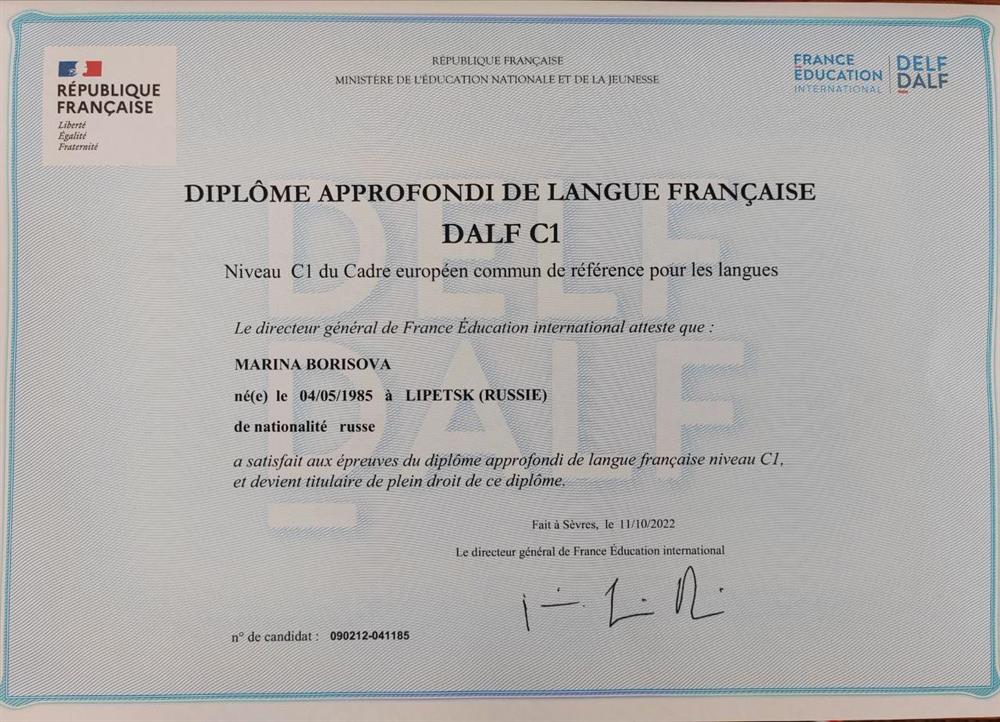 RÉPUBLIQUE
FRANÇAISE
Liberté
Égalité
Fraternité
RÉPUBLIQUE FRANÇAISE
MINISTÈRE DE L'ÉDUCATION NATIONALE ET DE LA JEUNESSE
FRANCE
ÉDUCATION
INTERNATIONAL
DELF
DALF
DIPLÔME APPROFONDI DE LANGUE FRANÇAISE
DALF C1
Niveau C1 du Cadre européen commun de référence pour les langues
Le directeur général de France Éducation international atteste que :
MARINA BORISOVA
né(e) le 04/05/1985 à LIPETSK (RUSSIE)
de nationalité russe
a satisfait aux épreuves du diplôme approfondi de langue française niveau C1,
et devient titulaire de plein droit de ce diplôme.
Fait à Sèvres, le 11/10/2022
Le directeur général de France Éducation international
n° de candidat : 090212-041185
DELF
DALF